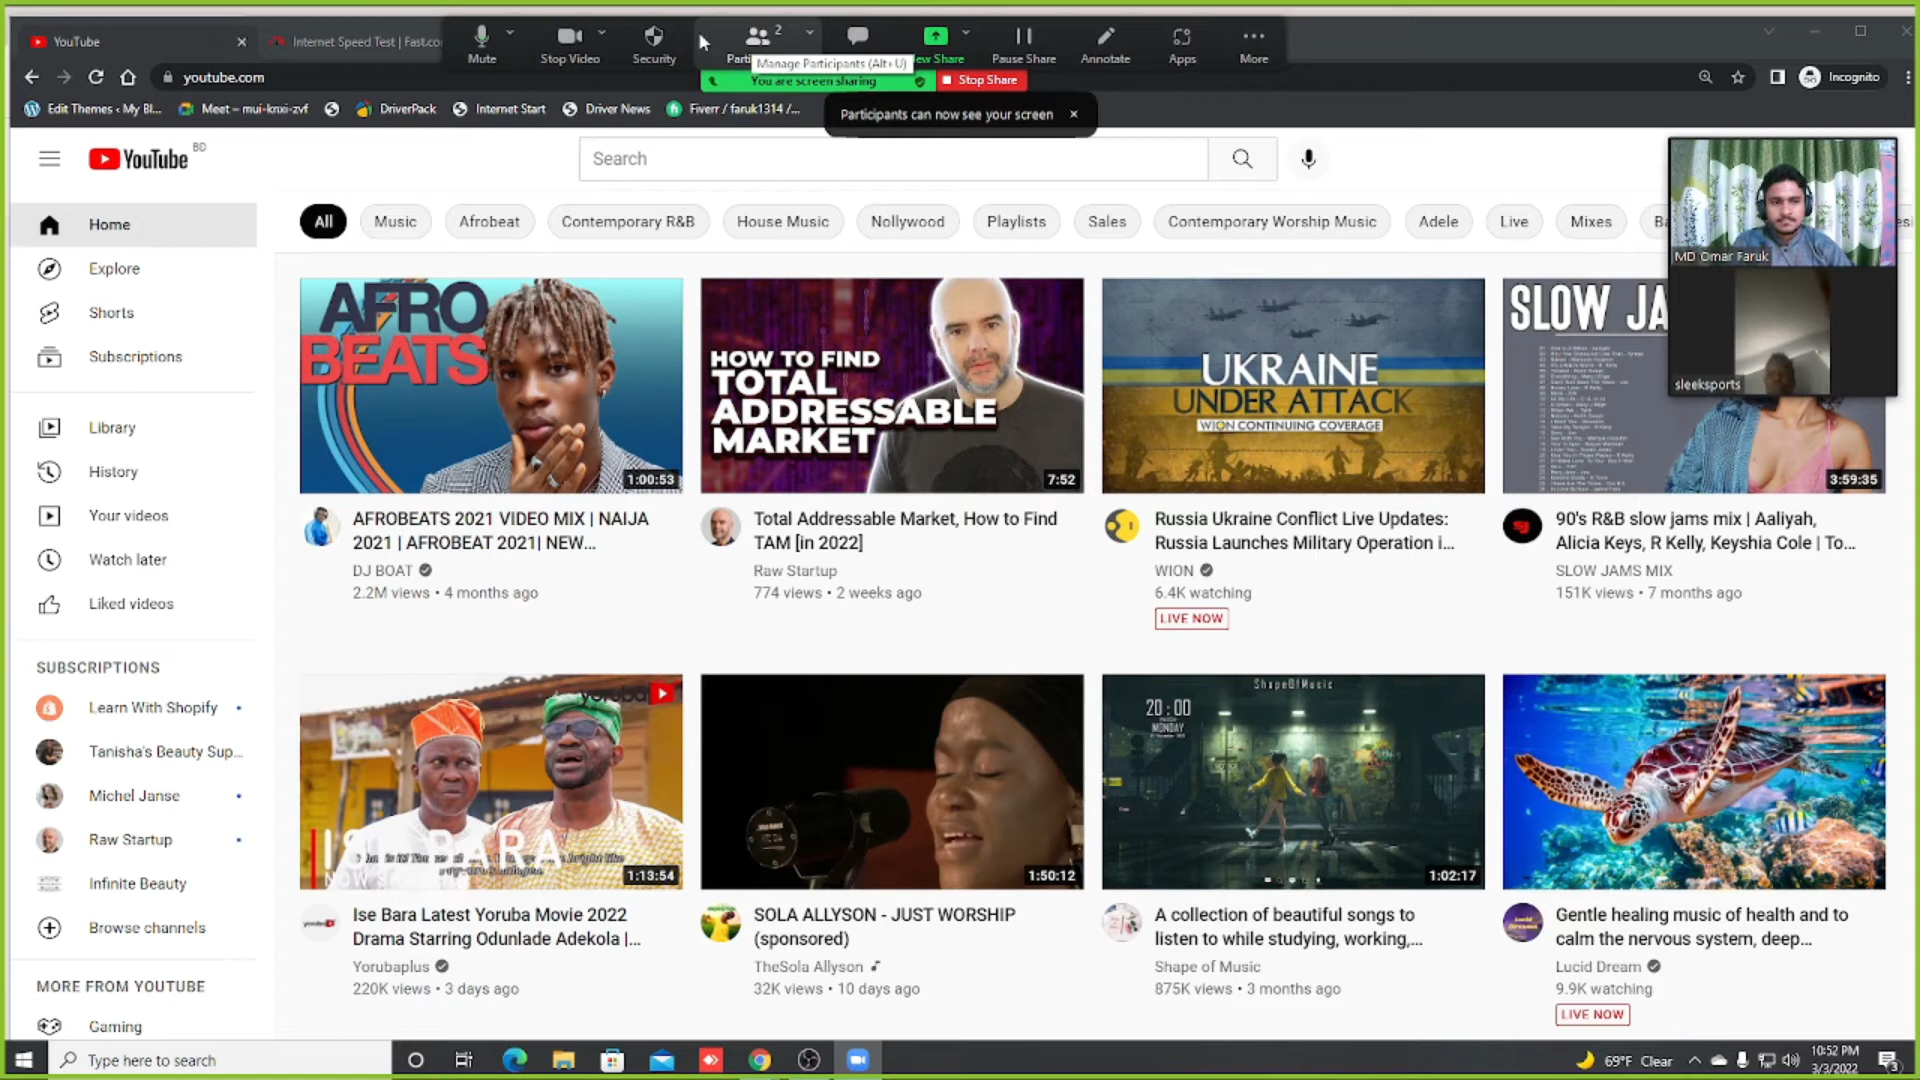 YouTube
Internet Speed Test | Fast.co
Mute
Stop Video
Security
Parti
2
Manage Participants (Alt+U)
ew Share
Pause Share
Annotate
Apps
More
youtube.com
You are screen sharing
Stop Share
Incognito
Edit Themes ‹ My Bl...
Meet – mui-knxi-zvf
DriverPack
Internet Start
Driver News
Fiverr / faruk1314 /...
Participants can now see your screen
YouTube BD
Search
MD Omar Faruk
sleeksports
All
Music
Afrobeat
Contemporary R&B
House Music
Nollywood
Playlists
Sales
Contemporary Worship Music
Adele
Live
Mixes
Ba
Home
Explore
Shorts
Subscriptions
Library
History
Your videos
Watch later
Liked videos
SUBSCRIPTIONS
Learn With Shopify
Tanisha's Beauty Sup...
Michel Janse
Raw Startup
Infinite Beauty
Browse channels
MORE FROM YOUTUBE
Gaming
AFRO
BEATS
1:00:53
AFROBEATS 2021 VIDEO MIX | NAIJA
2021 | AFROBEAT 2021| NEW...
DJ BOAT
2.2M views • 4 months ago
HOW TO FIND
TOTAL
ADDRESSABLE
MARKET
7:52
Total Addressable Market, How to Find
TAM [in 2022]
Raw Startup
774 views • 2 weeks ago
UKRAINE
UNDER ATTACK
WION CONTINUING COVERAGE
Russia Ukraine Conflict Live Updates:
Russia Launches Military Operation i...
WION
6.4K watching
LIVE NOW
SLOW JA
3:59:35
90's R&B slow jams mix | Aaliyah,
Alicia Keys, R Kelly, Keyshia Cole | To...
SLOW JAMS MIX
151K views • 7 months ago
yoruba
ISE BARA
1:13:54
Ise Bara Latest Yoruba Movie 2022
Drama Starring Odunlade Adekola |...
Yorubaplus
220K views • 3 days ago
1:50:12
SOLA ALLYSON - JUST WORSHIP
(sponsored)
TheSola Allyson
32K views • 10 days ago
ShapeOfMusic
20:00
MONDAY
1:02:17
A collection of beautiful songs to
listen to while studying, working,...
Shape of Music
875K views • 3 months ago
Gentle healing music of health and to
calm the nervous system, deep...
Lucid Dream
9.9K watching
LIVE NOW
Type here to search
69°F Clear
10:52 PM
3/3/2022
3